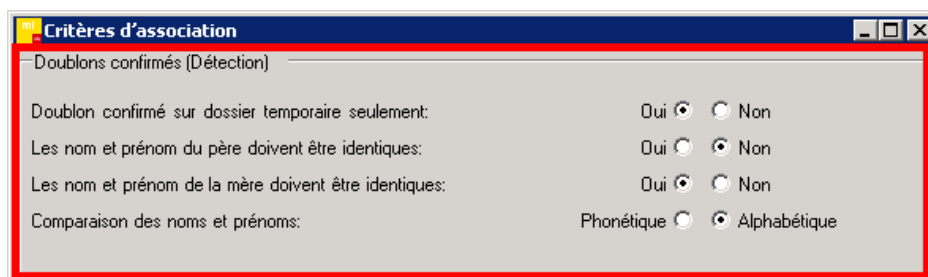 mi
Critères d'association
Doublons confirmés (Détection)
Doublon confirmé sur dossier temporaire seulement: Oui Non
Les nom et prénom du père doivent être identiques: Oui Non
Les nom et prénom de la mère doivent être identiques: Oui Non
Comparaison des noms et prénoms: Phonétique Alphabétique